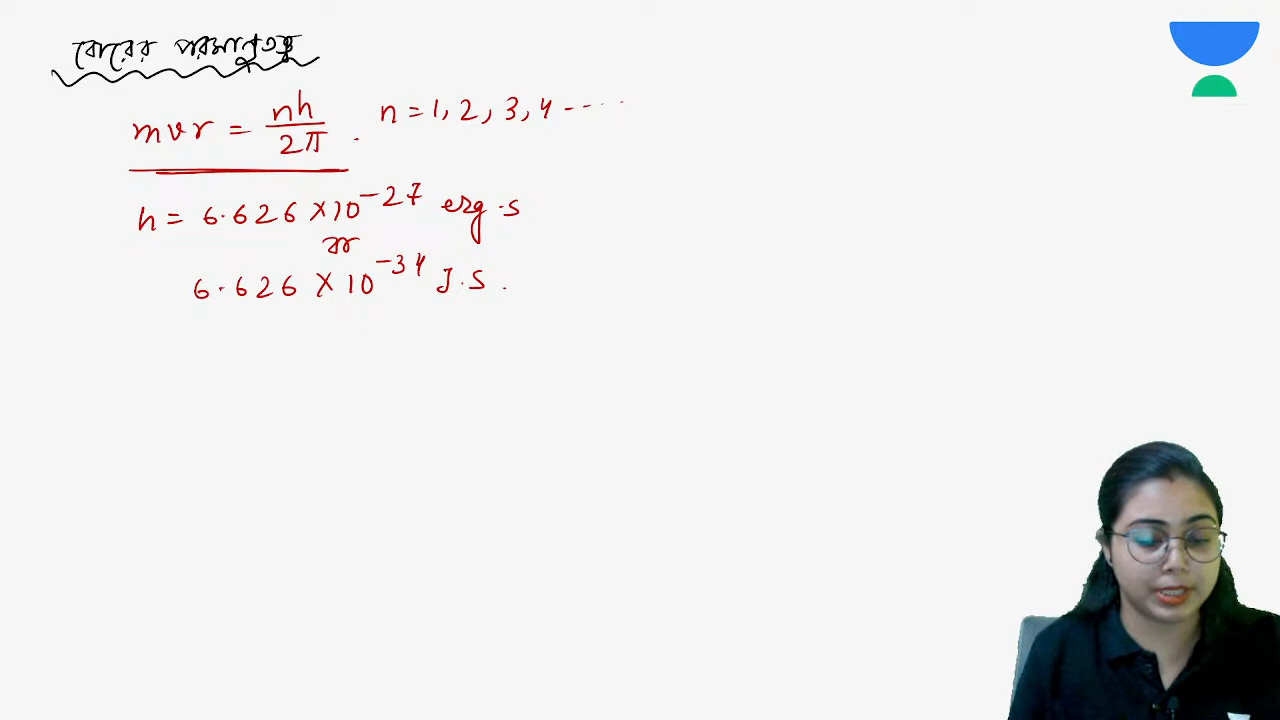 বোরের পরমাণুতত্ত্ব
mvr = nh/2π . n = 1, 2, 3, 4 ----
h = 6.626 × 10⁻²⁷ erg·s
বা
6.626 × 10⁻³⁴ J.S.